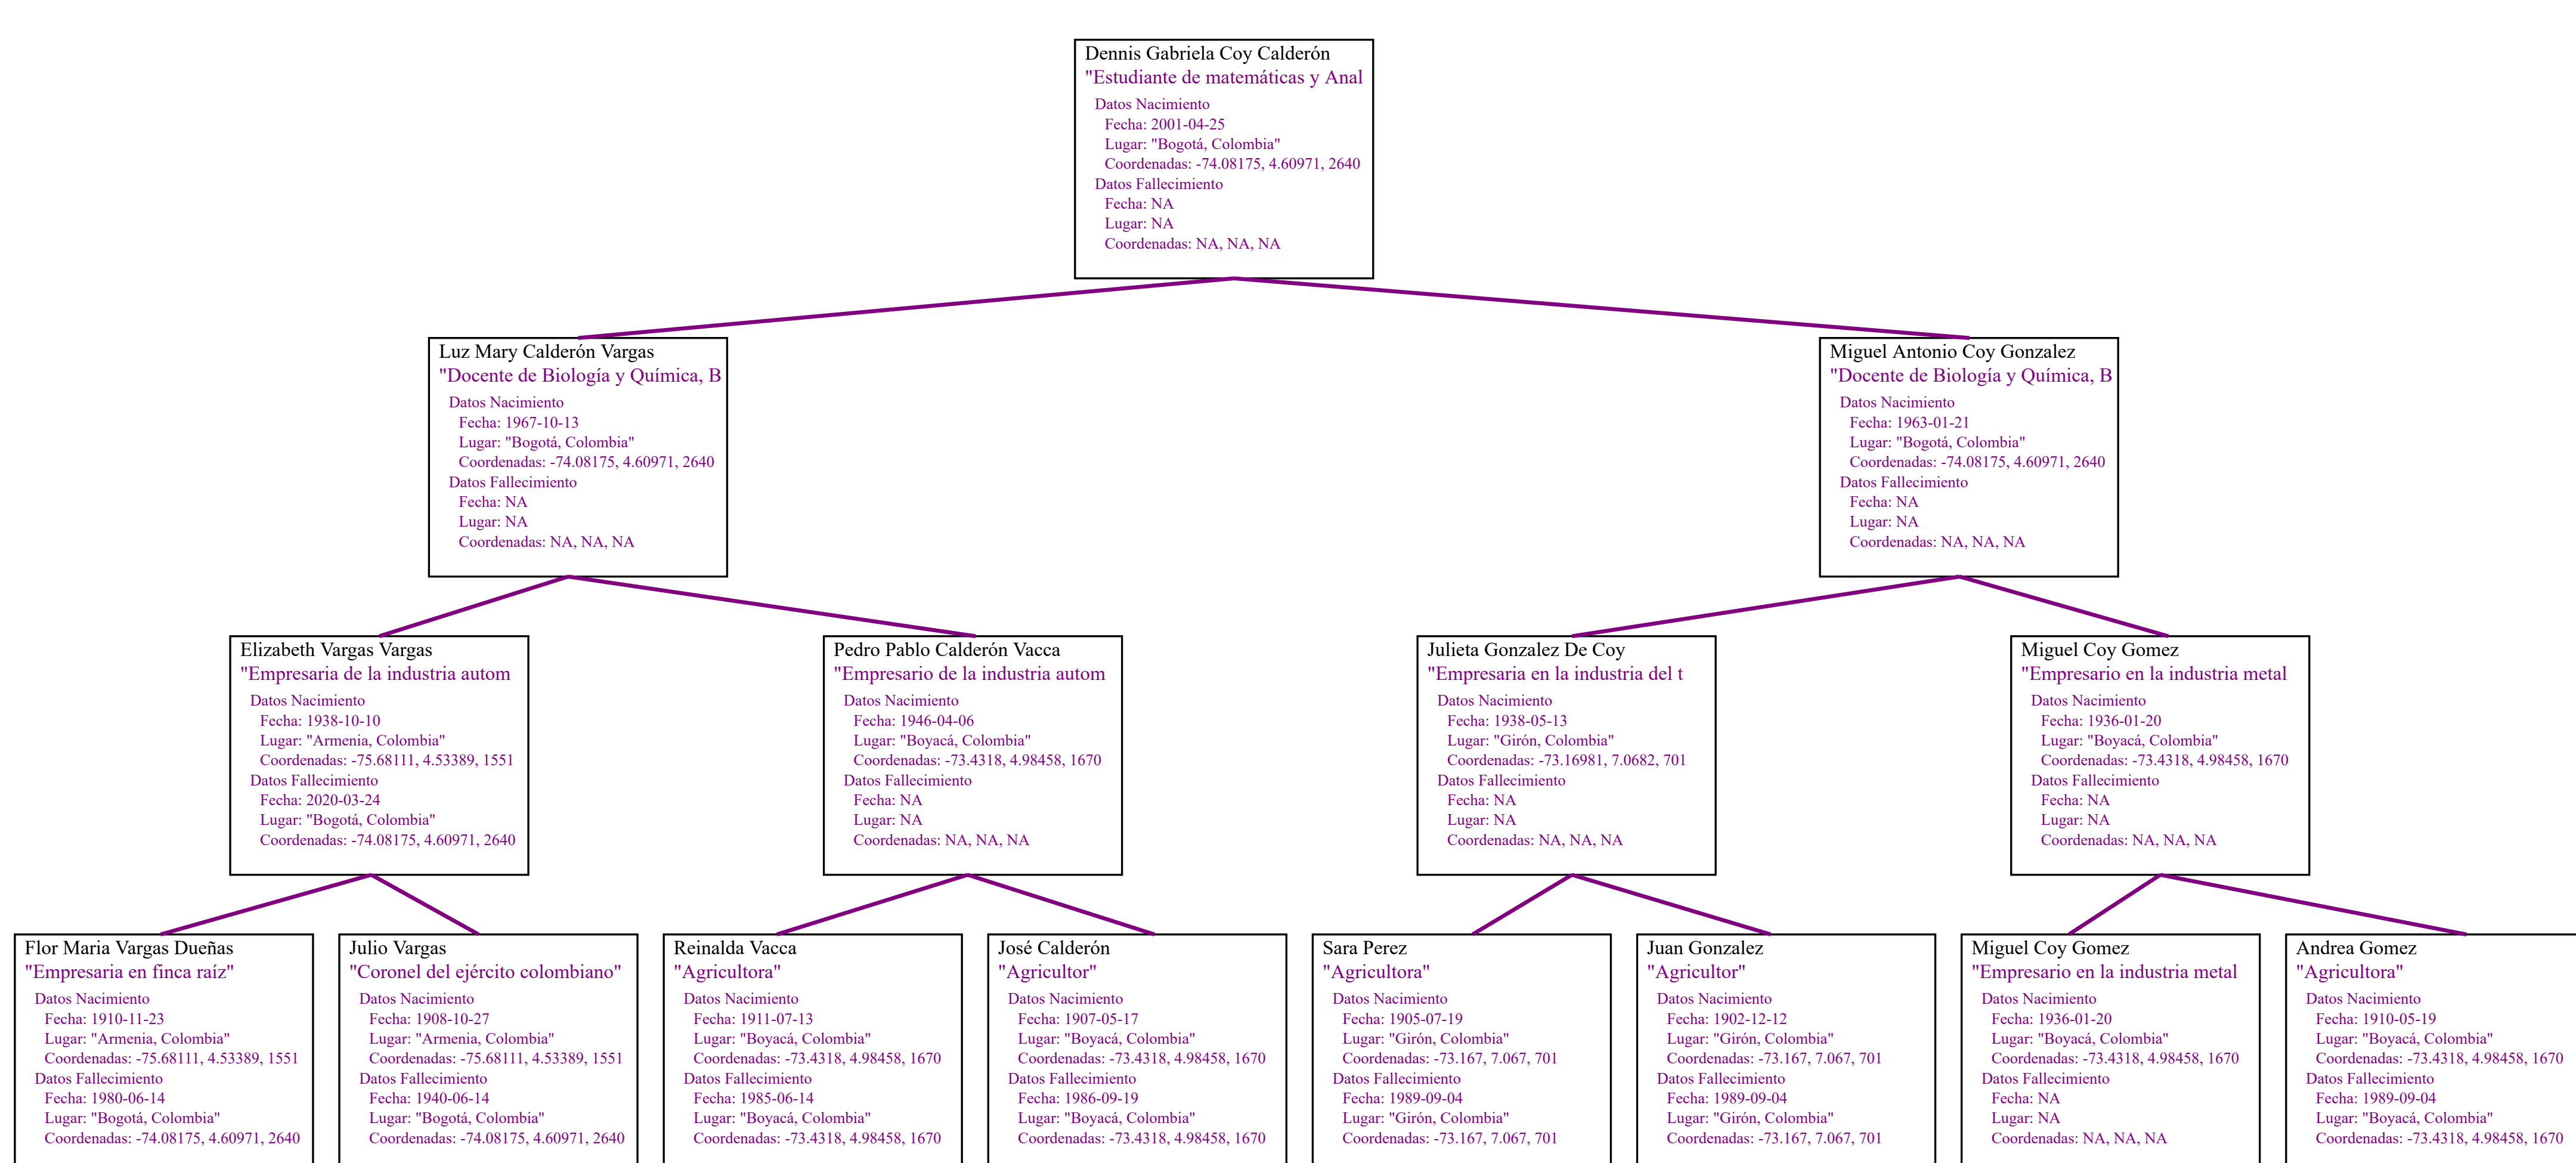 Dennis Gabriela Coy Calderón
"Estudiante de matemáticas y Anal
Datos Nacimiento
Fecha: 2001-04-25
Lugar: "Bogotá, Colombia"
Coordenadas: -74.08175, 4.60971, 2640
Datos Fallecimiento
Fecha: NA
Lugar: NA
Coordenadas: NA, NA, NA
Luz Mary Calderón Vargas
"Docente de Biología y Química, B
Datos Nacimiento
Fecha: 1967-10-13
Lugar: "Bogotá, Colombia"
Coordenadas: -74.08175, 4.60971, 2640
Datos Fallecimiento
Fecha: NA
Lugar: NA
Coordenadas: NA, NA, NA
Miguel Antonio Coy Gonzalez
"Docente de Biología y Química, B
Datos Nacimiento
Fecha: 1963-01-21
Lugar: "Bogotá, Colombia"
Coordenadas: -74.08175, 4.60971, 2640
Datos Fallecimiento
Fecha: NA
Lugar: NA
Coordenadas: NA, NA, NA
Elizabeth Vargas Vargas
"Empresaria de la industria autom
Datos Nacimiento
Fecha: 1938-10-10
Lugar: "Armenia, Colombia"
Coordenadas: -75.68111, 4.53389, 1551
Datos Fallecimiento
Fecha: 2020-03-24
Lugar: "Bogotá, Colombia"
Coordenadas: -74.08175, 4.60971, 2640
Pedro Pablo Calderón Vacca
"Empresario de la industria autom
Datos Nacimiento
Fecha: 1946-04-06
Lugar: "Boyacá, Colombia"
Coordenadas: -73.4318, 4.98458, 1670
Datos Fallecimiento
Fecha: NA
Lugar: NA
Coordenadas: NA, NA, NA
Julieta Gonzalez De Coy
"Empresaria en la industria del t
Datos Nacimiento
Fecha: 1938-05-13
Lugar: "Girón, Colombia"
Coordenadas: -73.16981, 7.0682, 701
Datos Fallecimiento
Fecha: NA
Lugar: NA
Coordenadas: NA, NA, NA
Miguel Coy Gomez
"Empresario en la industria metal
Datos Nacimiento
Fecha: 1936-01-20
Lugar: "Boyacá, Colombia"
Coordenadas: -73.4318, 4.98458, 1670
Datos Fallecimiento
Fecha: NA
Lugar: NA
Coordenadas: NA, NA, NA
Flor Maria Vargas Dueñas
"Empresaria en finca raíz"
Datos Nacimiento
Fecha: 1910-11-23
Lugar: "Armenia, Colombia"
Coordenadas: -75.68111, 4.53389, 1551
Datos Fallecimiento
Fecha: 1980-06-14
Lugar: "Bogotá, Colombia"
Coordenadas: -74.08175, 4.60971, 2640
Julio Vargas
"Coronel del ejército colombiano"
Datos Nacimiento
Fecha: 1908-10-27
Lugar: "Armenia, Colombia"
Coordenadas: -75.68111, 4.53389, 1551
Datos Fallecimiento
Fecha: 1940-06-14
Lugar: "Bogotá, Colombia"
Coordenadas: -74.08175, 4.60971, 2640
Reinalda Vacca
"Agricultora"
Datos Nacimiento
Fecha: 1911-07-13
Lugar: "Boyacá, Colombia"
Coordenadas: -73.4318, 4.98458, 1670
Datos Fallecimiento
Fecha: 1985-06-14
Lugar: "Boyacá, Colombia"
Coordenadas: -73.4318, 4.98458, 1670
José Calderón
"Agricultor"
Datos Nacimiento
Fecha: 1907-05-17
Lugar: "Boyacá, Colombia"
Coordenadas: -73.4318, 4.98458, 1670
Datos Fallecimiento
Fecha: 1986-09-19
Lugar: "Boyacá, Colombia"
Coordenadas: -73.4318, 4.98458, 1670
Sara Perez
"Agricultora"
Datos Nacimiento
Fecha: 1905-07-19
Lugar: "Girón, Colombia"
Coordenadas: -73.167, 7.067, 701
Datos Fallecimiento
Fecha: 1989-09-04
Lugar: "Girón, Colombia"
Coordenadas: -73.167, 7.067, 701
Juan Gonzalez
"Agricultor"
Datos Nacimiento
Fecha: 1902-12-12
Lugar: "Girón, Colombia"
Coordenadas: -73.167, 7.067, 701
Datos Fallecimiento
Fecha: 1989-09-04
Lugar: "Girón, Colombia"
Coordenadas: -73.167, 7.067, 701
Miguel Coy Gomez
"Empresario en la industria metal
Datos Nacimiento
Fecha: 1936-01-20
Lugar: "Boyacá, Colombia"
Coordenadas: -73.4318, 4.98458, 1670
Datos Fallecimiento
Fecha: NA
Lugar: NA
Coordenadas: NA, NA, NA
Andrea Gomez
"Agricultora"
Datos Nacimiento
Fecha: 1910-05-19
Lugar: "Boyacá, Colombia"
Coordenadas: -73.4318, 4.98458, 1670
Datos Fallecimiento
Fecha: 1989-09-04
Lugar: "Boyacá, Colombia"
Coordenadas: -73.4318, 4.98458, 1670